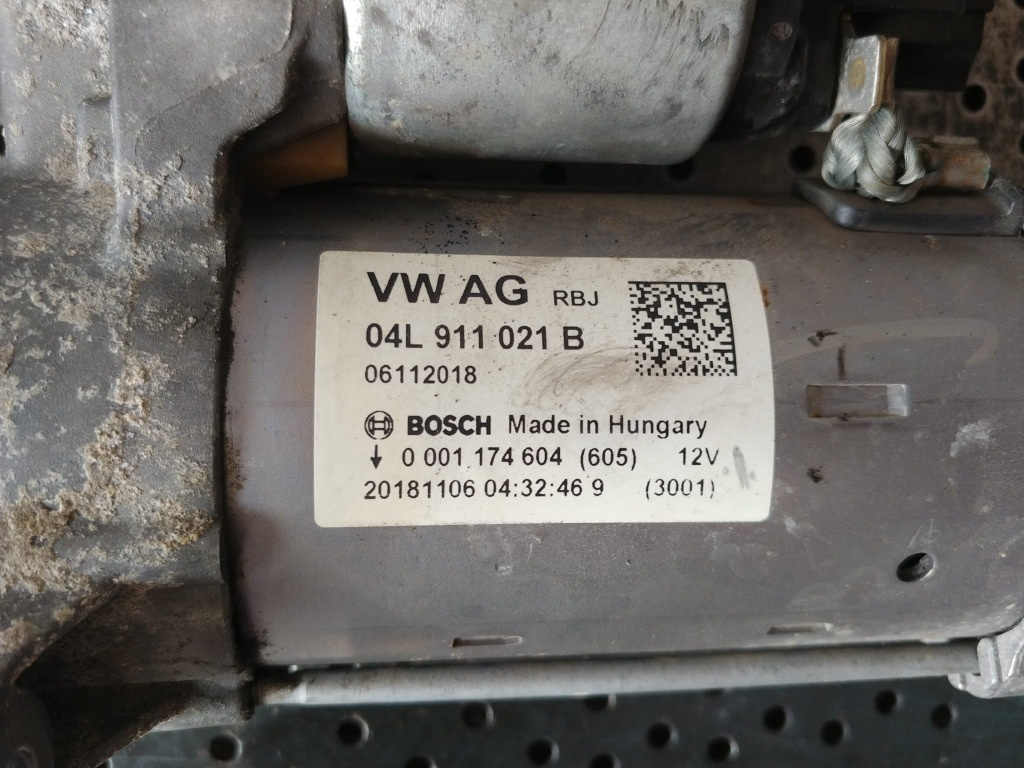 VW AG RBJ
04L 911 021 B
06112018
BOSCH Made in Hungary
↓ 0 001 174 604 (605) 12V
20181106 04:32:46 9 (3001)